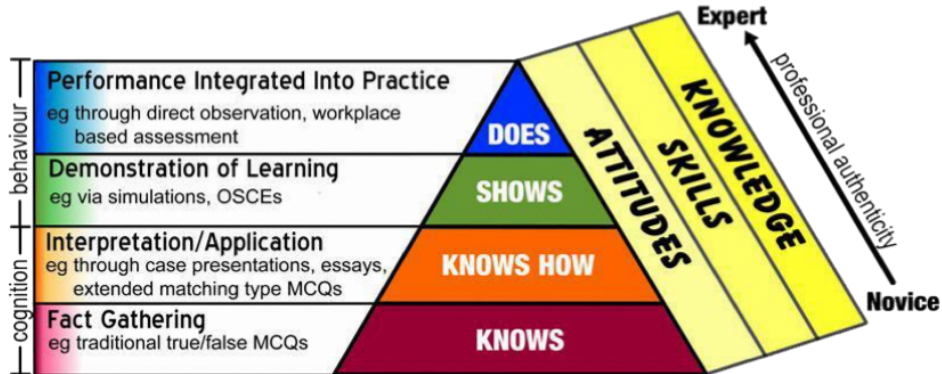 Expert
Performance Integrated Into Practice
eg through direct observation, workplace
based assessment
DOES
Demonstration of Learning
eg via simulations, OSCEs
SHOWS
Interpretation/Application
eg through case presentations, essays,
extended matching type MCQs
KNOWS HOW
Fact Gathering
eg traditional true/false MCQs
KNOWS
behaviour
cognition
ATTITUDES
SKILLS
KNOWLEDGE
professional authenticity
Novice